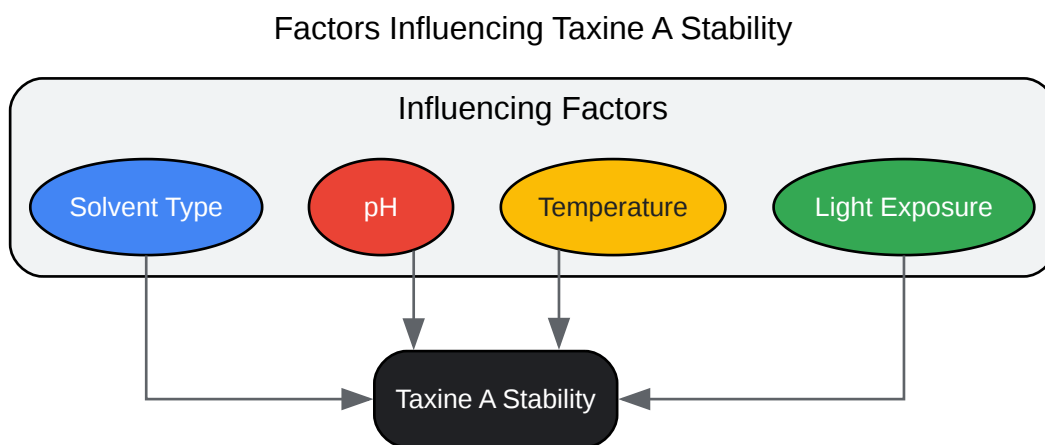 Factors Influencing Taxine A Stability
Influencing Factors
Solvent Type
pH
Temperature
Light Exposure
Taxine A Stability